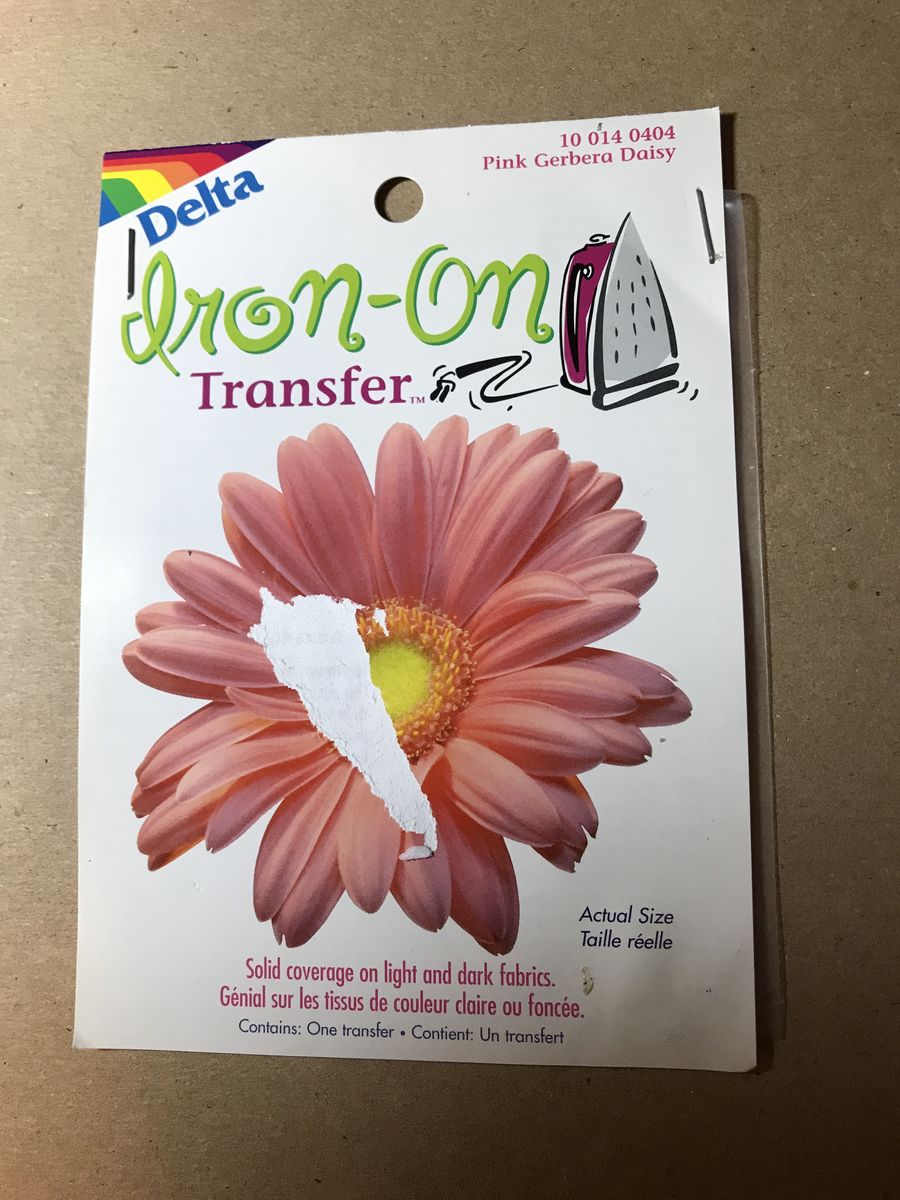 10 014 0404
Pink Gerbera Daisy
Delta
Iron-On
Transfer™
Actual Size
Taille réelle
Solid coverage on light and dark fabrics.
Génial sur les tissus de couleur claire ou foncée.
Contains: One transfer • Contient: Un transfert